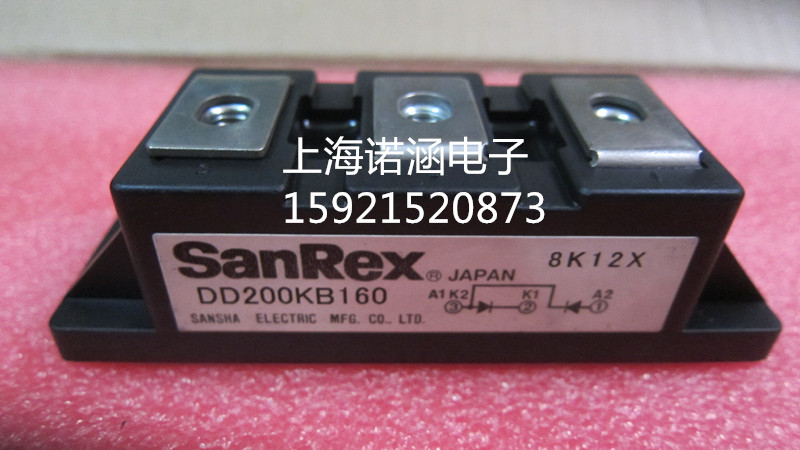 上海诺涵电子
15921520873
SanRex® JAPAN 8K12X
DD200KB160
A1 K2 K1 A2
3 2 1
SANSHA ELECTRIC MFG. CO., LTD.